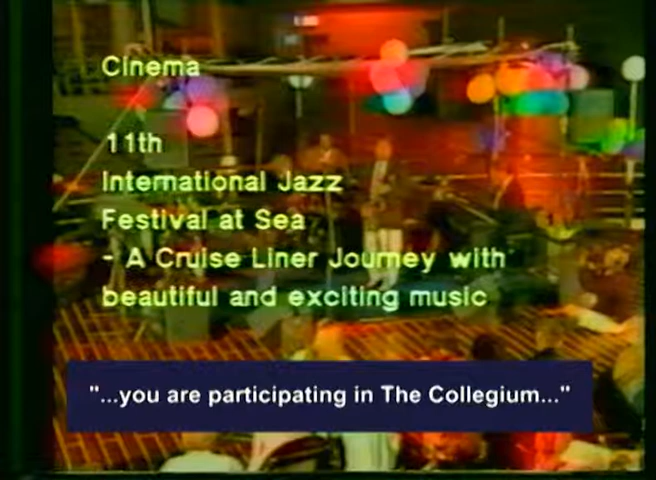 Cinema
11th
International Jazz
Festival at Sea
- A Cruise Liner Journey with
beautiful and exciting music
"...you are participating in The Collegium..."